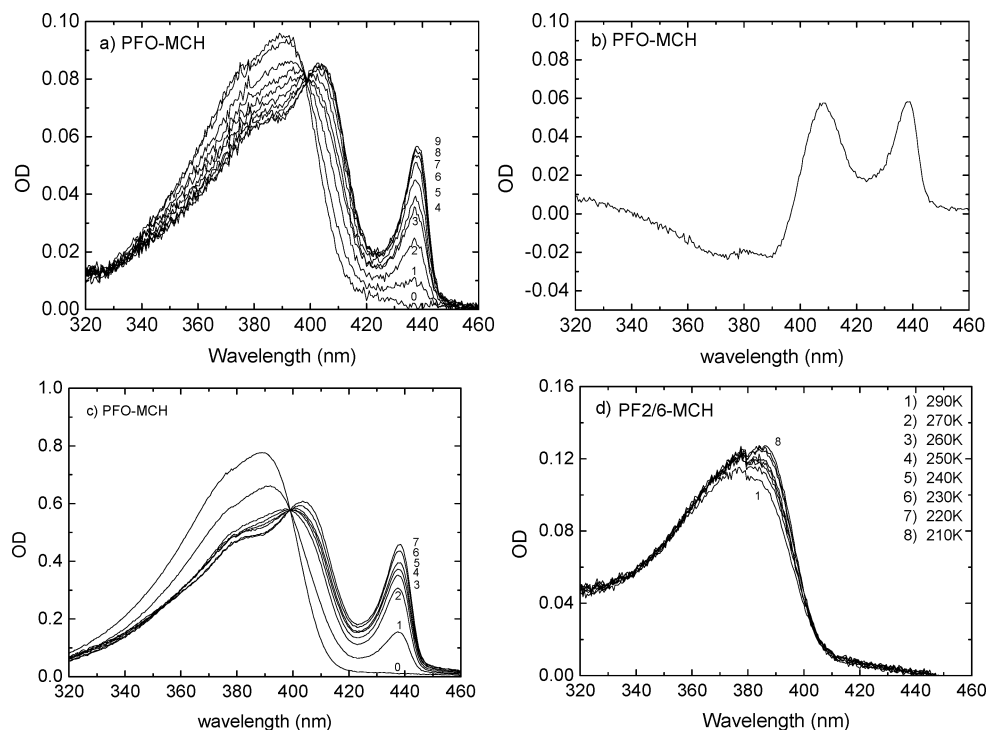 a) PFO-MCH
OD
0.10
0.08
0.06
0.04
0.02
0.00
9
8
7
6
5
4
3
2
1
0
320 340 360 380 400 420 440 460
Wavelength (nm)
b) PFO-MCH
OD
0.10
0.08
0.06
0.04
0.02
0.00
-0.02
-0.04
320 340 360 380 400 420 440 460
wavelength (nm)
c) PFO-MCH
OD
1.0
0.8
0.6
0.4
0.2
0.0
7
6
5
4
3
2
1
0
320 340 360 380 400 420 440 460
wavelength (nm)
d) PF2/6-MCH
OD
0.16
0.12
0.08
0.04
0.00
8
1
1) 290K
2) 270K
3) 260K
4) 250K
5) 240K
6) 230K
7) 220K
8) 210K
320 340 360 380 400 420 440 460
Wavelength (nm)